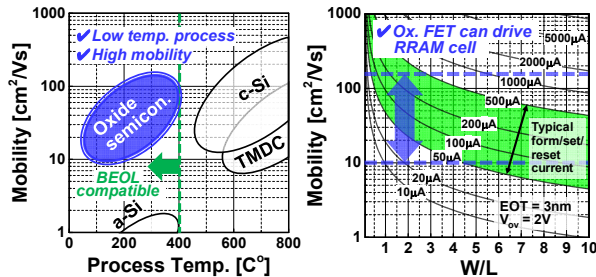 1000
100
10
1
Mobility [cm²/Vs]
✔ Low temp. process
✔ High mobility
Oxide
semicon.
c-Si
TMDC
BEOL
compatible
a-Si
0 200 400 600 800
Process Temp. [C°]
1000
100
10
1
Mobility [cm²/Vs]
✔ Ox. FET can drive
RRAM cell
5000µA
2000µA
1000µA
500µA
200µA
100µA
50µA
20µA
10µA
Typical
form/set/
reset
current
EOT = 3nm
Vov = 2V
0 1 2 3 4 5 6 7 8 9 10
W/L